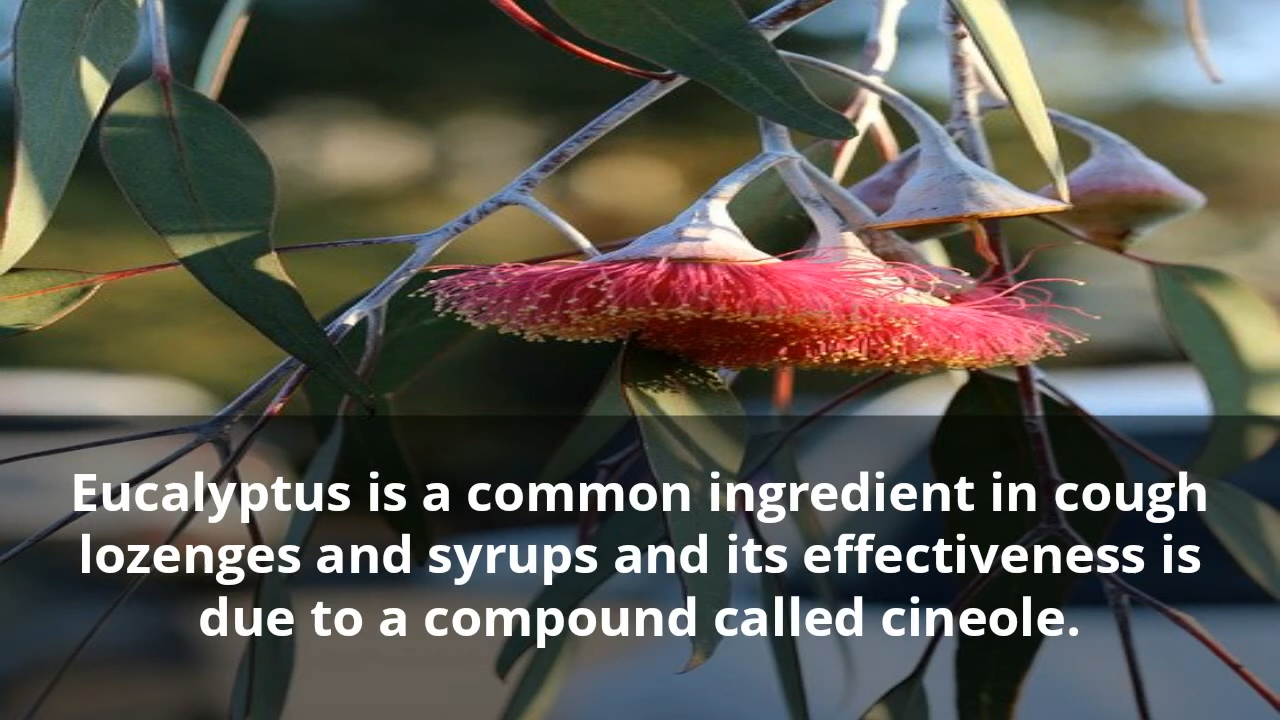 Eucalyptus is a common ingredient in cough
lozenges and syrups and its effectiveness is
due to a compound called cineole.